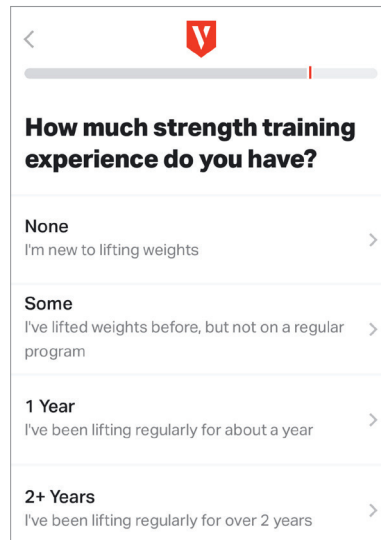 How much strength training
experience do you have?
None
I'm new to lifting weights
Some
I've lifted weights before, but not on a regular
program
1 Year
I've been lifting regularly for about a year
2+ Years
I've been lifting regularly for over 2 years